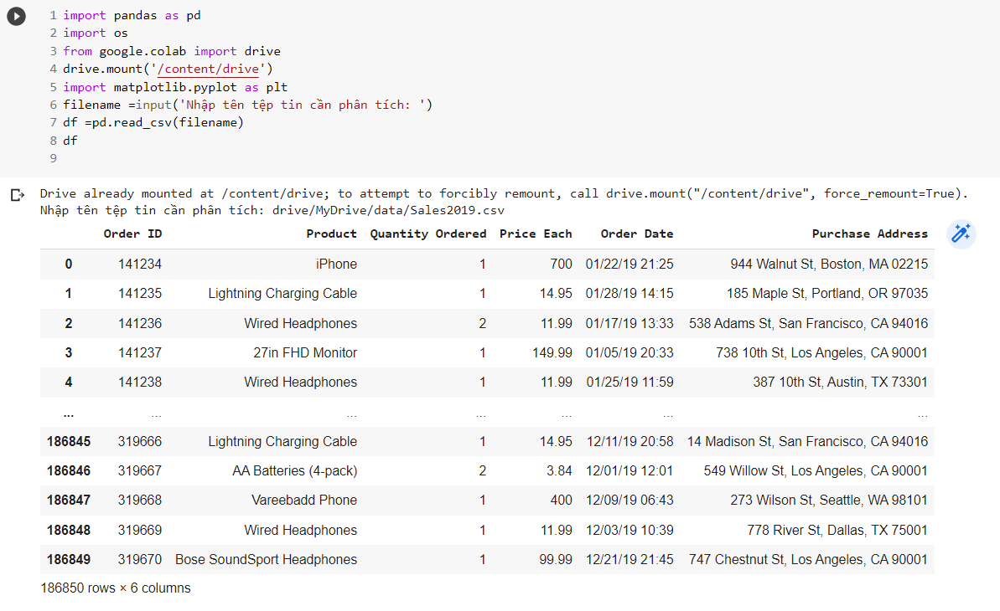 1 import pandas as pd
2 import os
3 from google.colab import drive
4 drive.mount('/content/drive')
5 import matplotlib.pyplot as plt
6 filename =input('Nhập tên tệp tin cần phân tích: ')
7 df =pd.read_csv(filename)
8 df
9
Drive already mounted at /content/drive; to attempt to forcibly remount, call drive.mount("/content/drive", force_remount=True).
Nhập tên tệp tin cần phân tích: drive/MyDrive/data/Sales2019.csv
Order ID Product Quantity Ordered Price Each Order Date Purchase Address
0 141234 iPhone 1 700 01/22/19 21:25 944 Walnut St, Boston, MA 02215
1 141235 Lightning Charging Cable 1 14.95 01/28/19 14:15 185 Maple St, Portland, OR 97035
2 141236 Wired Headphones 2 11.99 01/17/19 13:33 538 Adams St, San Francisco, CA 94016
3 141237 27in FHD Monitor 1 149.99 01/05/19 20:33 738 10th St, Los Angeles, CA 90001
4 141238 Wired Headphones 1 11.99 01/25/19 11:59 387 10th St, Austin, TX 73301
... ... ... ... ... ... ...
186845 319666 Lightning Charging Cable 1 14.95 12/11/19 20:58 14 Madison St, San Francisco, CA 94016
186846 319667 AA Batteries (4-pack) 2 3.84 12/01/19 12:01 549 Willow St, Los Angeles, CA 90001
186847 319668 Vareebadd Phone 1 400 12/09/19 06:43 273 Wilson St, Seattle, WA 98101
186848 319669 Wired Headphones 1 11.99 12/03/19 10:39 778 River St, Dallas, TX 75001
186849 319670 Bose SoundSport Headphones 1 99.99 12/21/19 21:45 747 Chestnut St, Los Angeles, CA 90001
186850 rows × 6 columns